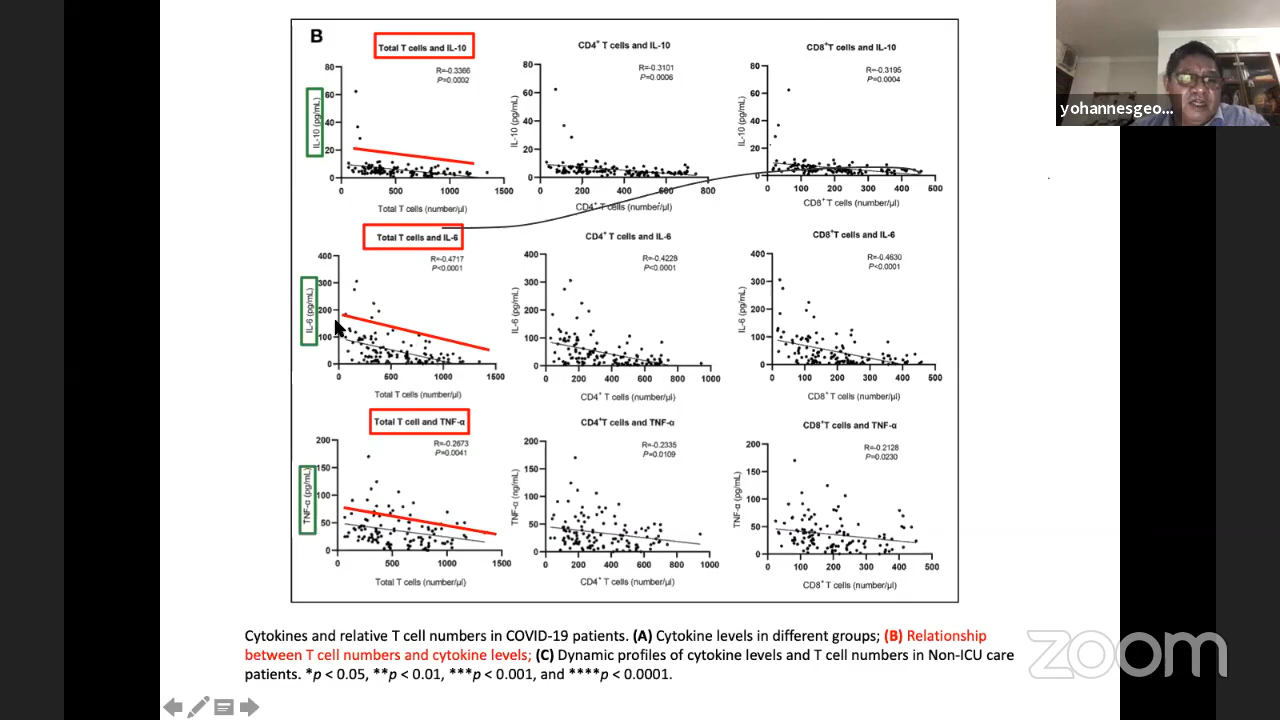 B
Total T cells and IL-10
CD4+ T cells and IL-10
CD8+T cells and IL-10
R=-0.3366
P=0.0002
R=-0.3101
P=0.0006
R=-0.3195
P=0.0004
IL-10 (pg/mL)
80
60
40
20
0
0 500 1000 1500
Total T cells (number/μl)
IL-10 (pg/mL)
80
60
40
20
0
0 200 400 600 800
CD4+ T cells (number/μl)
IL-10 (pg/mL)
80
60
40
20
0
0 100 200 300 400 500
CD8+T cells (number/μl)
Total T cells and IL-6
CD4+ T cells and IL-6
CD8+T cells and IL-6
R=-0.4717
P<0.0001
R=-0.4228
P<0.0001
R=-0.4630
P<0.0001
IL-6 (pg/mL)
400
300
200
100
0
0 500 1000 1500
Total T cells (number/μl)
IL-6 (pg/mL)
400
300
200
100
0
0 200 400 600 800 1000
CD4+ T cells (number/μl)
IL-6 (pg/mL)
400
300
200
100
0
0 100 200 300 400 500
CD8+ T cells (number/μl)
Total T cell and TNF-α
CD4+T cells and TNF-α
CD8+T cells and TNF-α
R=-0.2673
P=0.0041
R=-0.2335
P=0.0109
R=-0.2128
P=0.0230
TNF-α (pg/mL)
200
150
100
50
0
0 500 1000 1500
Total T cells (number/μl)
TNF-α (ng/mL)
200
150
100
50
0
0 200 400 600 800 1000
CD4+ T cells (number/μl)
TNF-α (pg/mL)
200
150
100
50
0
0 100 200 300 400 500
CD8+ T cells (number/μl)
Cytokines and relative T cell numbers in COVID-19 patients. (A) Cytokine levels in different groups; (B) Relationship
between T cell numbers and cytokine levels; (C) Dynamic profiles of cytokine levels and T cell numbers in Non-ICU care
patients. *p < 0.05, **p < 0.01, ***p < 0.001, and ****p < 0.0001.
yohannesgeo...
zoom